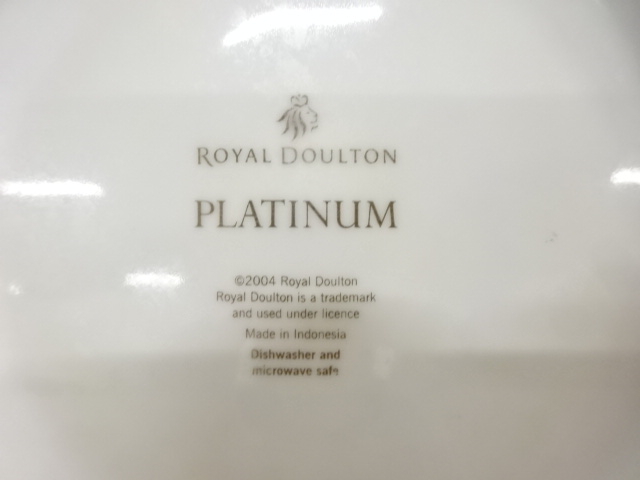 ROYAL DOULTON
PLATINUM
©2004 Royal Doulton
Royal Doulton is a trademark
and used under licence
Made in Indonesia
Dishwasher and
microwave safe